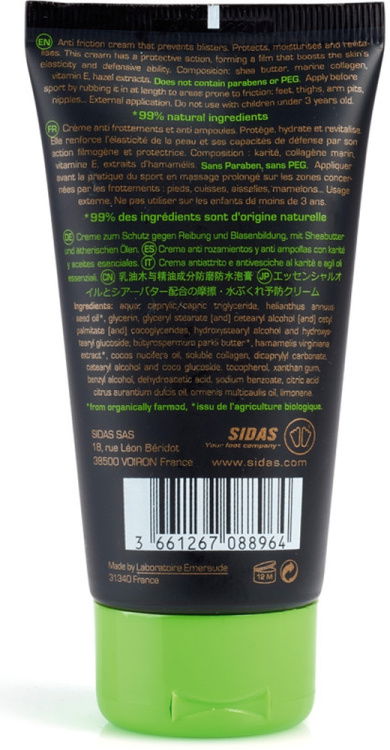 EN Anti friction cream that prevents blisters. Protects, moisturises and revita-
lises. This cream has a protective action, forming a film that boosts the skin's
elasticity and defensive ability. Composition: shea butter, marine collagen,
vitamin E, hazel extracts. Does not contain parabens or PEG. Apply before
sport by rubbing it in at length to areas prone to friction: feet, thighs, arm pits,
nipples... External application. Do not use with children under 3 years old.
*99% natural ingredients
FR Crème anti frottements et anti ampoules. Protège, hydrate et revitalise.
Elle renforce l'élasticité de la peau et ses capacités de défense par son
action filmogène et protectrice. Composition : karité, collagène marin,
vitamine E, extraits d'hamamélis. Sans Paraben, sans PEG. Appliquer
avant la pratique du sport en massage prolongé sur les zones concer-
nées par les frottements : pieds, cuisses, aisselles, mamelons... Usage
externe. Ne pas utiliser sur les enfants de moins de 3 ans.
*99% des ingrédients sont d'origine naturelle
DE Creme zum Schutz gegen Reibung und Blasenbildung, mit Sheabutter
und ätherischen Ölen. ES Crema anti rozamientos y anti ampollas con karité
y aceites esenciales. IT Crema antiattrito e antivesciche al karité e agli oli
essenziali. CN 乳油木与精油成分防磨防水泡膏 JP エッセンシャルオ
イルとシアーバター配合の摩擦・水ぶくれ予防クリーム
Ingredients: aqua, caprylic/capric triglyceride, helianthus annuus
seed oil*, glycerin, glyceryl stearate (and) cetearyl alcohol (and) cetyl
palmitate (and) cocoglycerides, hydroxystearyl alcohol and hydroxys-
tearyl glucoside, butyrospermum parkii butter*, hamamelis virginiana
extract*, cocos nucifera oil, soluble collagen, dicaprylyl carbonate,
cetearyl alcohol and coco glucoside, tocopherol, xanthan gum,
benzyl alcohol, dehydroacetic acid, sodium benzoate, citric acid
citrus aurantium dulcis oil, ormenis multicaulis oil, limonene.
*from organically farmed, *issu de l'agriculture biologique.
SIDAS SAS
18, rue Léon Béridot
38500 VOIRON France
SIDAS
Your foot company
www.sidas.com
3 661267 088964
Made by Laboratoire Emeraude
31340 France
12 M